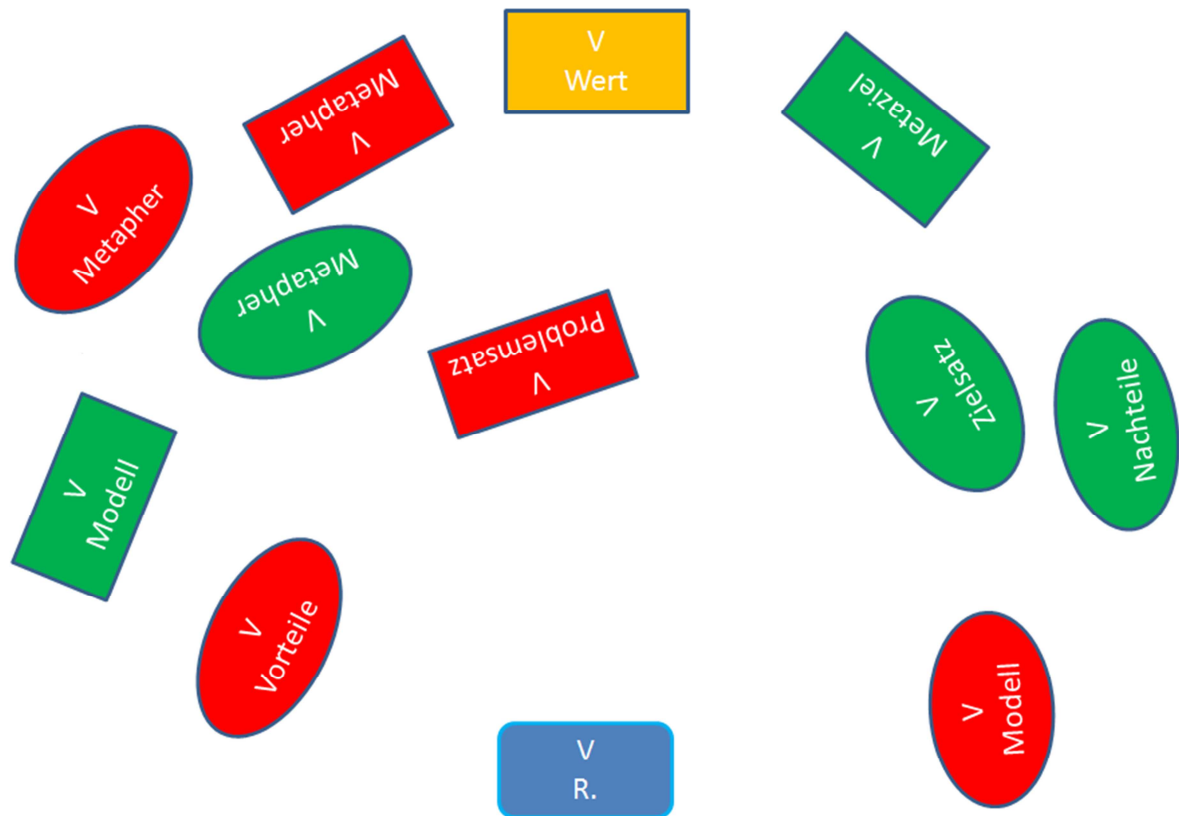 V
Wert
V
Metapher
V
Metaziel
V
Metapher
V
Metapher
V
Problemsatz
V
Zielsatz
V
Nachteile
V
Modell
V
Vorteile
V
Modell
V
R.